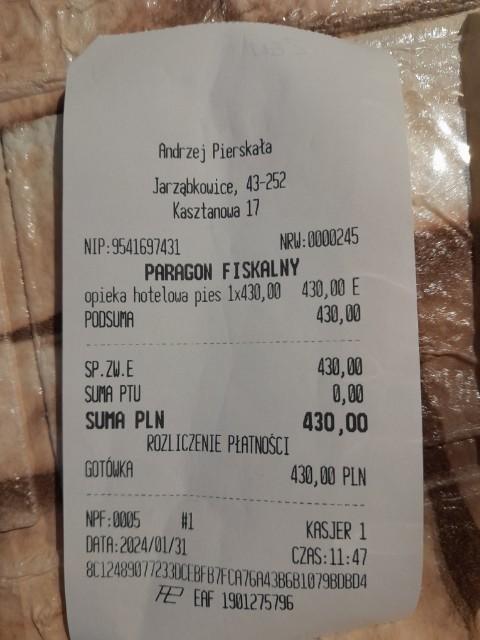 Andrzej Pierskała
Jarząbkowice, 43-252
Kasztanowa 17
NIP:9541697431 NRW:0000245
PARAGON FISKALNY
opieka hotelowa pies 1x430,00 430,00 E
PODSUMA 430,00
SP.ZW.E 430,00
SUMA PTU 0,00
SUMA PLN 430,00
ROZLICZENIE PŁATNOŚCI
GOTÓWKA 430,00 PLN
NPF:0005 #1 KASJER 1
DATA:2024/01/31 CZAS:11:47
8C12489077233DCEBFB7FCA76A43B6B1079BDBD4
EAF 1901275796